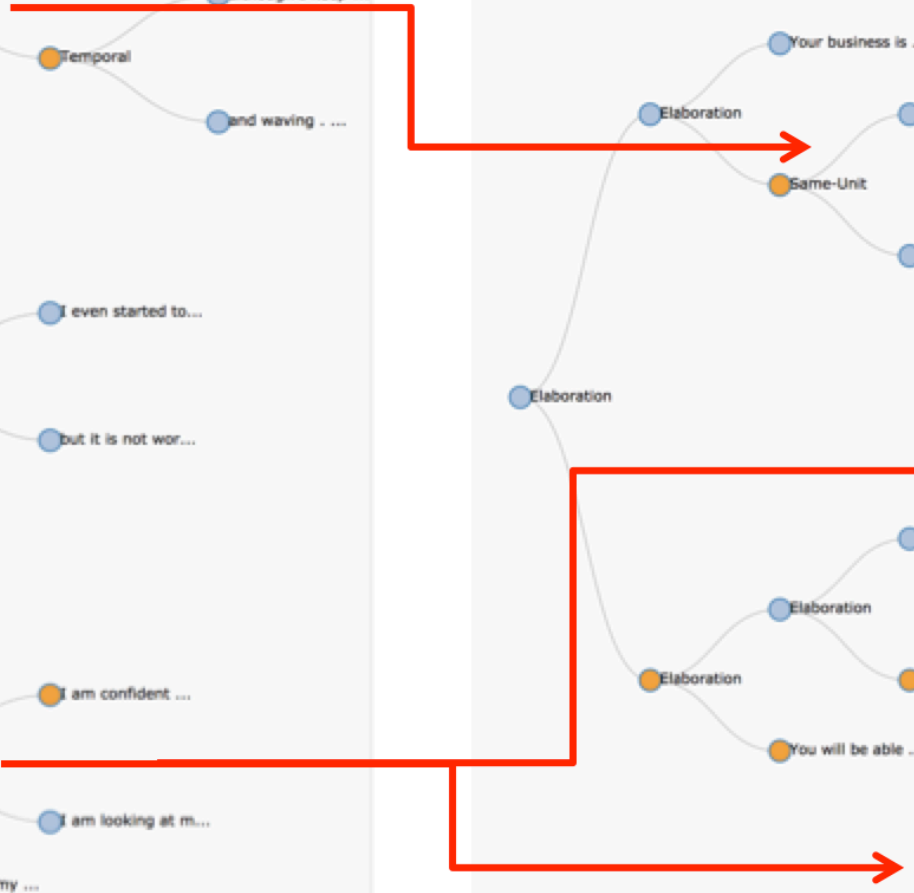 Temporal
and waving . ...
I even started to...
but it is not wor...
I am confident ...
I am looking at m...
my ...
Your business is .
Elaboration
Same-Unit
Elaboration
Elaboration
Elaboration
You will be able ..